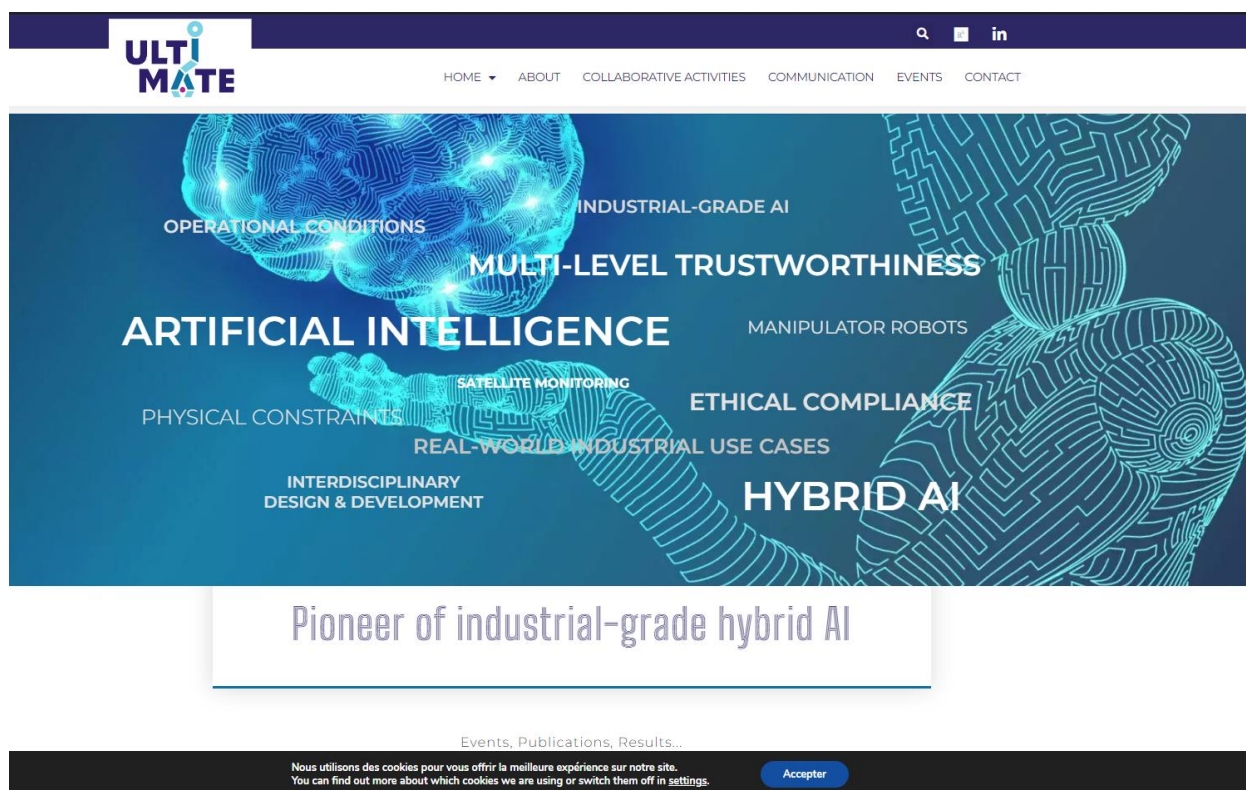 ULTI
MATE
in
HOME ABOUT COLLABORATIVE ACTIVITIES COMMUNICATION EVENTS CONTACT
INDUSTRIAL-GRADE AI
OPERATIONAL CONDITIONS
MULTI-LEVEL TRUSTWORTHINESS
ARTIFICIAL INTELLIGENCE
MANIPULATOR ROBOTS
SATELLITE MONITORING
ETHICAL COMPLIANCE
PHYSICAL CONSTRAINTS
REAL-WORLD INDUSTRIAL USE CASES
INTERDISCIPLINARY
DESIGN & DEVELOPMENT
HYBRID AI
Pioneer of industrial-grade hybrid AI
Events, Publications, Results...
Nous utilisons des cookies pour vous offrir la meilleure expérience sur notre site.
You can find out more about which cookies we are using or switch them off in settings.
Accepter